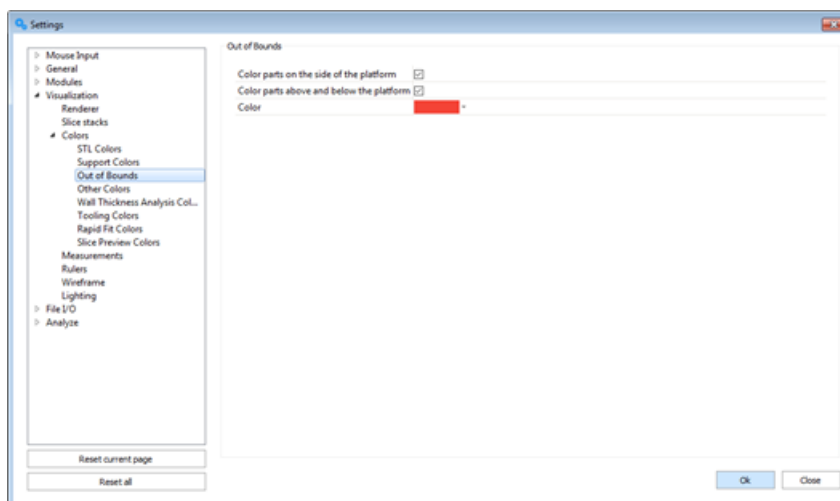 Settings
Mouse Input
General
Modules
Visualization
Renderer
Slice stacks
Colors
STL Colors
Support Colors
Out of Bounds
Other Colors
Wall Thickness Analysis Col...
Tooling Colors
Rapid Fit Colors
Slice Preview Colors
Measurements
Rulers
Wireframe
Lighting
File I/O
Analyze
Reset current page
Reset all
Out of Bounds
Color parts on the side of the platform
Color parts above and below the platform
Color
Ok
Close